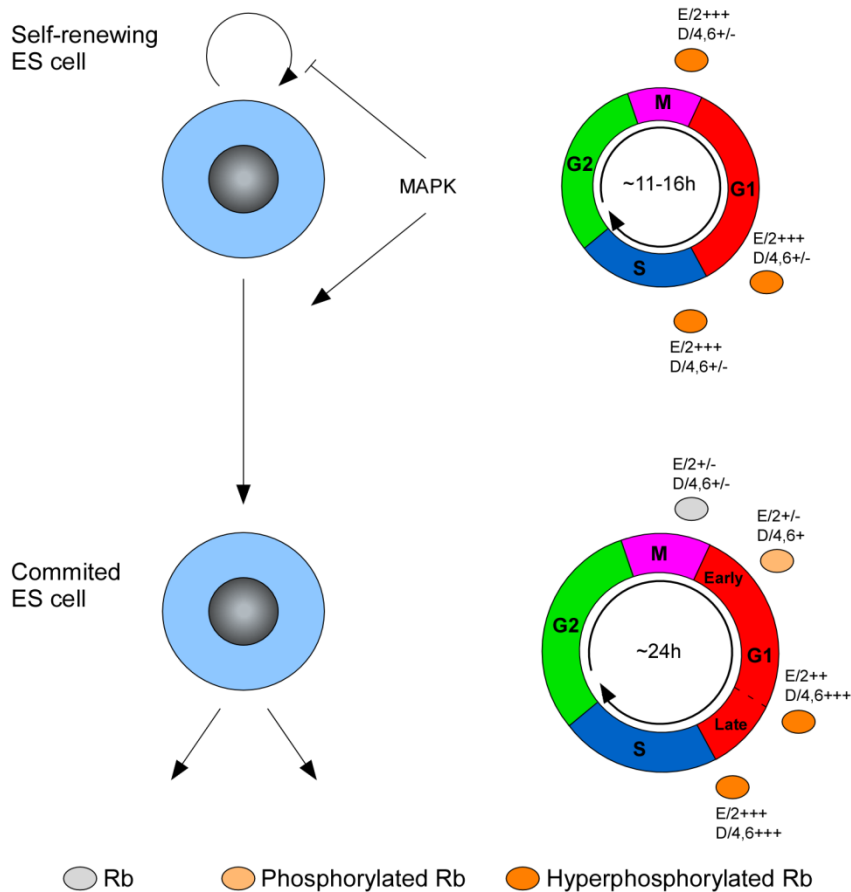 Self-renewing
ES cell
MAPK
E/2+++
D/4,6+/-
M
G2
G1
~11-16h
S
E/2+++
D/4,6+/-
E/2+++
D/4,6+/-
Commited
ES cell
E/2+/-
D/4,6+/-
E/2+/-
D/4,6+
M
Early
G2
G1
~24h
Late
S
E/2++
D/4,6+++
E/2+++
D/4,6+++
Rb
Phosphorylated Rb
Hyperphosphorylated Rb